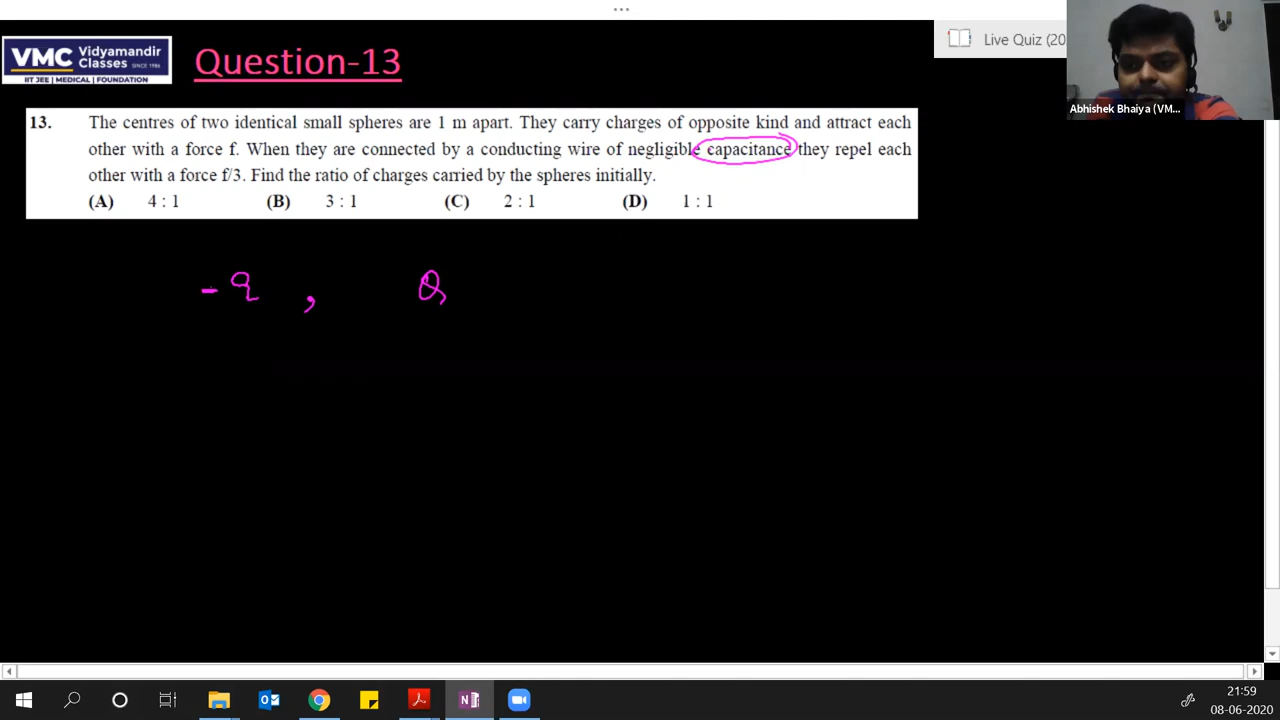 VMC Vidyamandir Classes SINCE 1986
IIT JEE | MEDICAL | FOUNDATION
Question-13
Live Quiz (20
Abhishek Bhaiya (VM...
13. The centres of two identical small spheres are 1 m apart. They carry charges of opposite kind and attract each
other with a force f. When they are connected by a conducting wire of negligible capacitance they repel each
other with a force f/3. Find the ratio of charges carried by the spheres initially.
(A) 4 : 1 (B) 3 : 1 (C) 2 : 1 (D) 1 : 1
- q , Q
21:59
08-06-2020